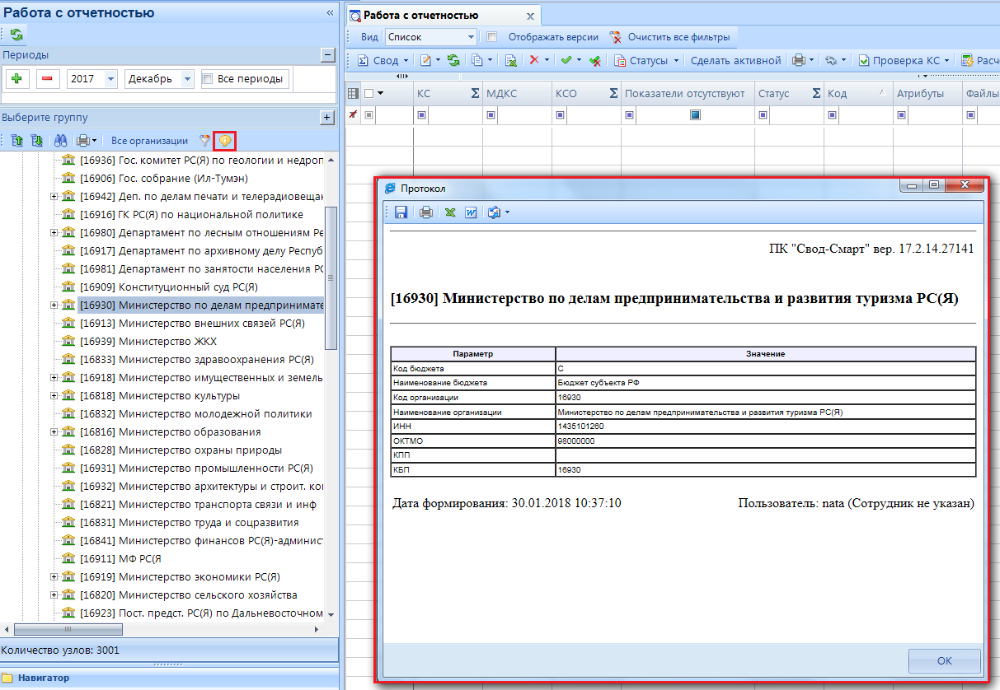 Работа с отчетностью
Периоды
2017 Декабрь Все периоды
Выберите группу
Все организации
[16936] Гос. комитет РС(Я) по геологии и недроп
[16906] Гос. собрание (Ил-Тумэн)
[16942] Деп. по делам печати и телерадиовещан
[16916] ГК РС(Я) по национальной политике
[16980] Департамент по лесным отношениям Ре
[16917] Департамент по архивному делу Респуб
[16981] Департамент по занятости населения РС
[16909] Конституционный суд РС(Я)
[16930] Министерство по делам предпринимате
[16913] Министерство внешних связей РС(Я)
[16939] Министерство ЖКХ
[16833] Министерство здравоохранения РС(Я)
[16918] Министерство имущественных и земель
[16818] Министерство культуры
[16832] Министерство молодежной политики
[16816] Министерство образования
[16828] Министерство охраны природы
[16931] Министерство промышленности РС(Я)
[16932] Министерство архитектуры и строит. ко
[16821] Министерство транспорта связи и инф
[16831] Министерство труда и соцразвития
[16841] Министерство финансов РС(Я)-админис
[16911] МФ РС(Я
[16919] Министерство экономики РС(Я)
[16820] Министерство сельского хозяйства
[16923] Пост. предст. РС(Я) по Дальневосточном
Количество узлов: 3001
Навигатор
Работа с отчетностью
Вид Список Отображать версии Очистить все фильтры
Свод Статусы Сделать активной Проверка КС Расч
КС Σ МДКС КСО Σ Показатели отсутствуют Статус Σ Код Атрибуты Файлы
Протокол
ПК "Свод-Смарт" вер. 17.2.14.27141
[16930] Министерство по делам предпринимательства и развития туризма РС(Я)
Параметр Значение
Код бюджета С
Наименование бюджета Бюджет субъекта РФ
Код организации 16930
Наименование организации Министерство по делам предпринимательства и развития туризма РС(Я)
ИНН 1435101260
ОКТМО 98000000
КПП
КБП 16930
Дата формирования: 30.01.2018 10:37:10 Пользователь: nata (Сотрудник не указан)
OK